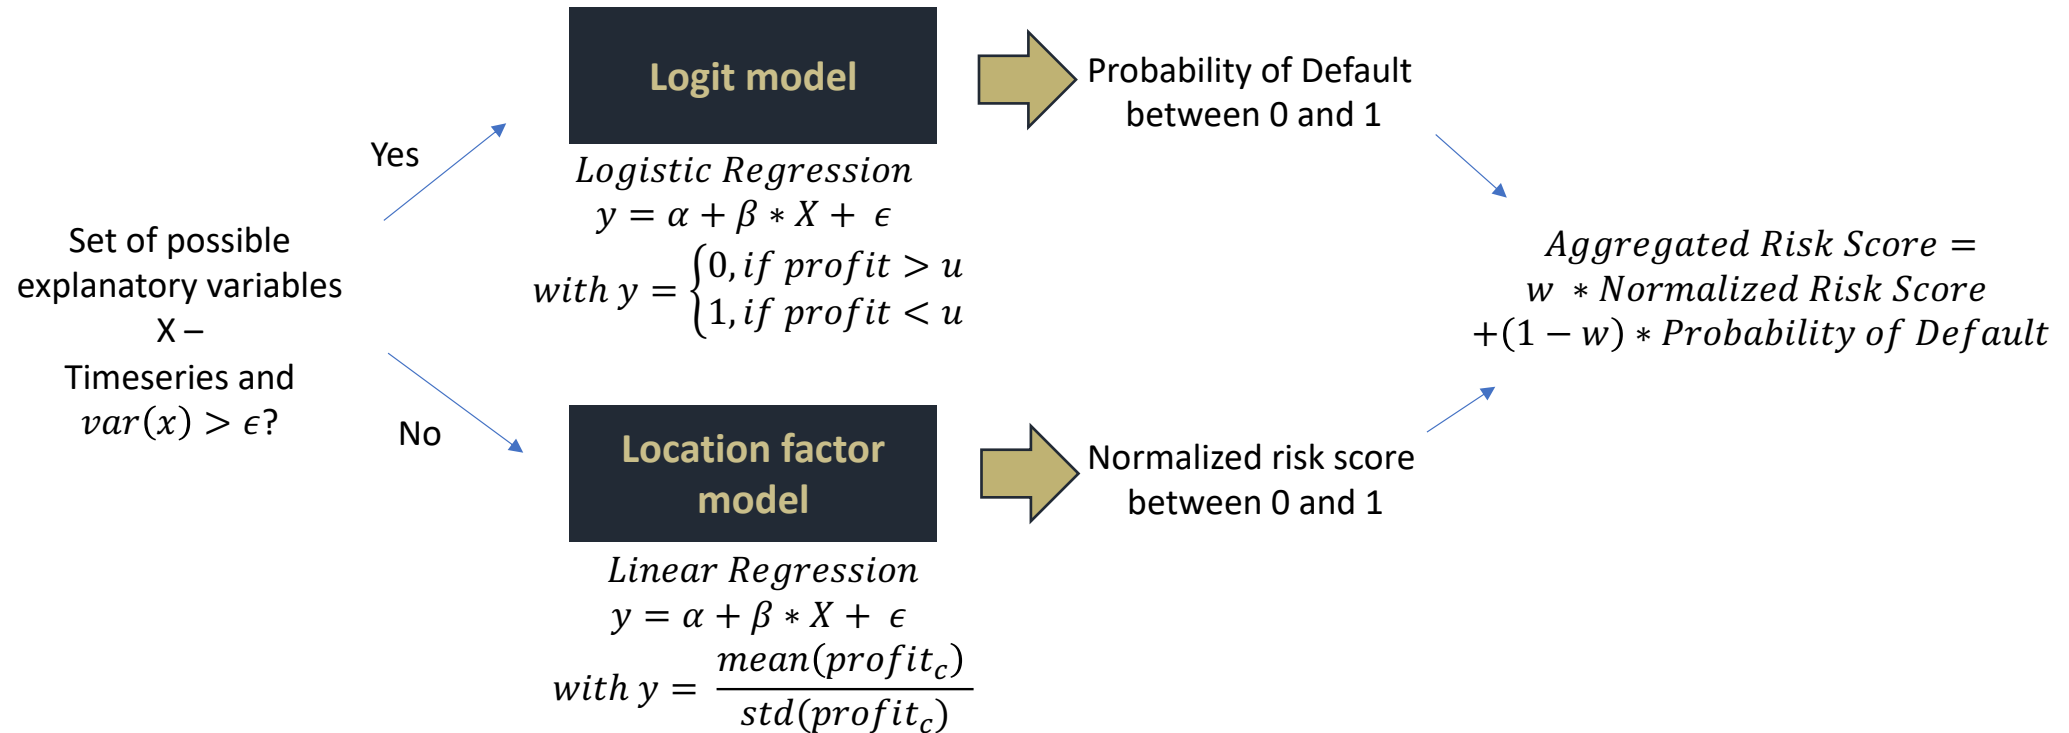 Set of possible
explanatory variables
X –
Timeseries and
var(x) > ϵ?
Yes
No
Logit model
Logistic Regression
y = α + β ∗ X + ϵ
with y = {0, if profit > u
1, if profit < u
Probability of Default
between 0 and 1
Location factor
model
Linear Regression
y = α + β ∗ X + ϵ
with y = mean(profit_c)
std(profit_c)
Normalized risk score
between 0 and 1
Aggregated Risk Score =
w ∗ Normalized Risk Score
+(1 − w) ∗ Probability of Default